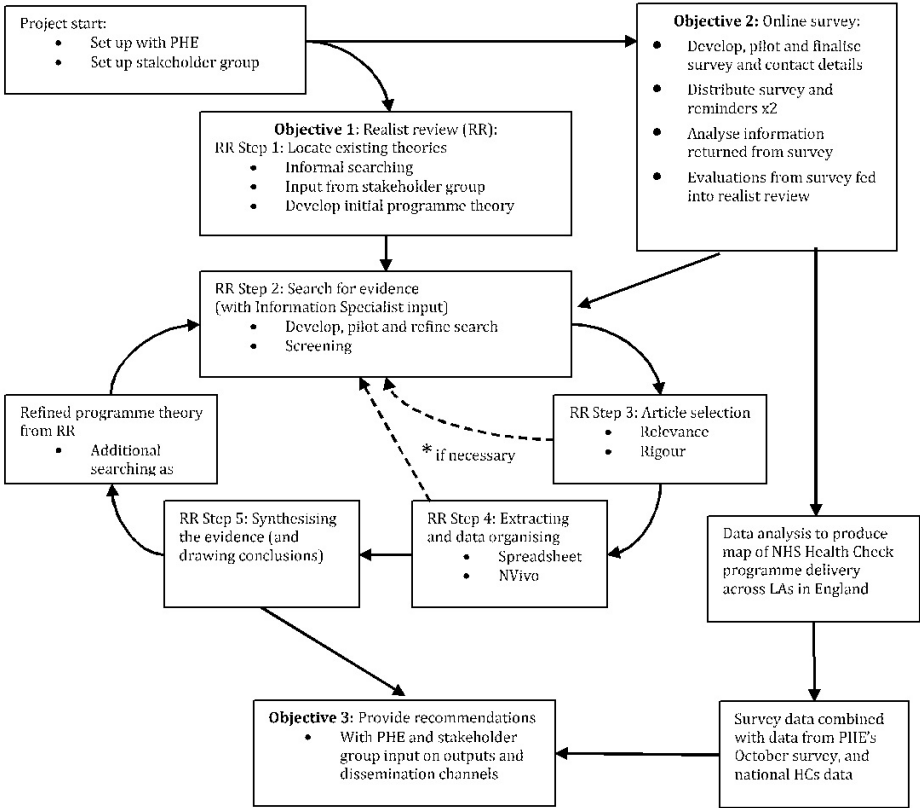 Project start:
• Set up with PHE
• Set up stakeholder group
Objective 2: Online survey:
• Develop, pilot and finalise
survey and contact details
• Distribute survey and
reminders x2
• Analyse information
returned from survey
• Evaluations from survey fed
into realist review
Objective 1: Realist review (RR):
RR Step 1: Locate existing theories
• Informal searching
• Input from stakeholder group
• Develop initial programme theory
RR Step 2: Search for evidence
(with Information Specialist input)
• Develop, pilot and refine search
• Screening
Refined programme theory
from RR
• Additional
searching as
RR Step 3: Article selection
• Relevance
• Rigour
* if necessary
RR Step 5: Synthesising
the evidence (and
drawing conclusions)
RR Step 4: Extracting
and data organising
• Spreadsheet
• NVivo
Data analysis to produce
map of NHS Health Check
programme delivery
across LAs in England
Objective 3: Provide recommendations
• With PHE and stakeholder
group input on outputs and
dissemination channels
Survey data combined
with data from PHE's
October survey, and
national HCs data